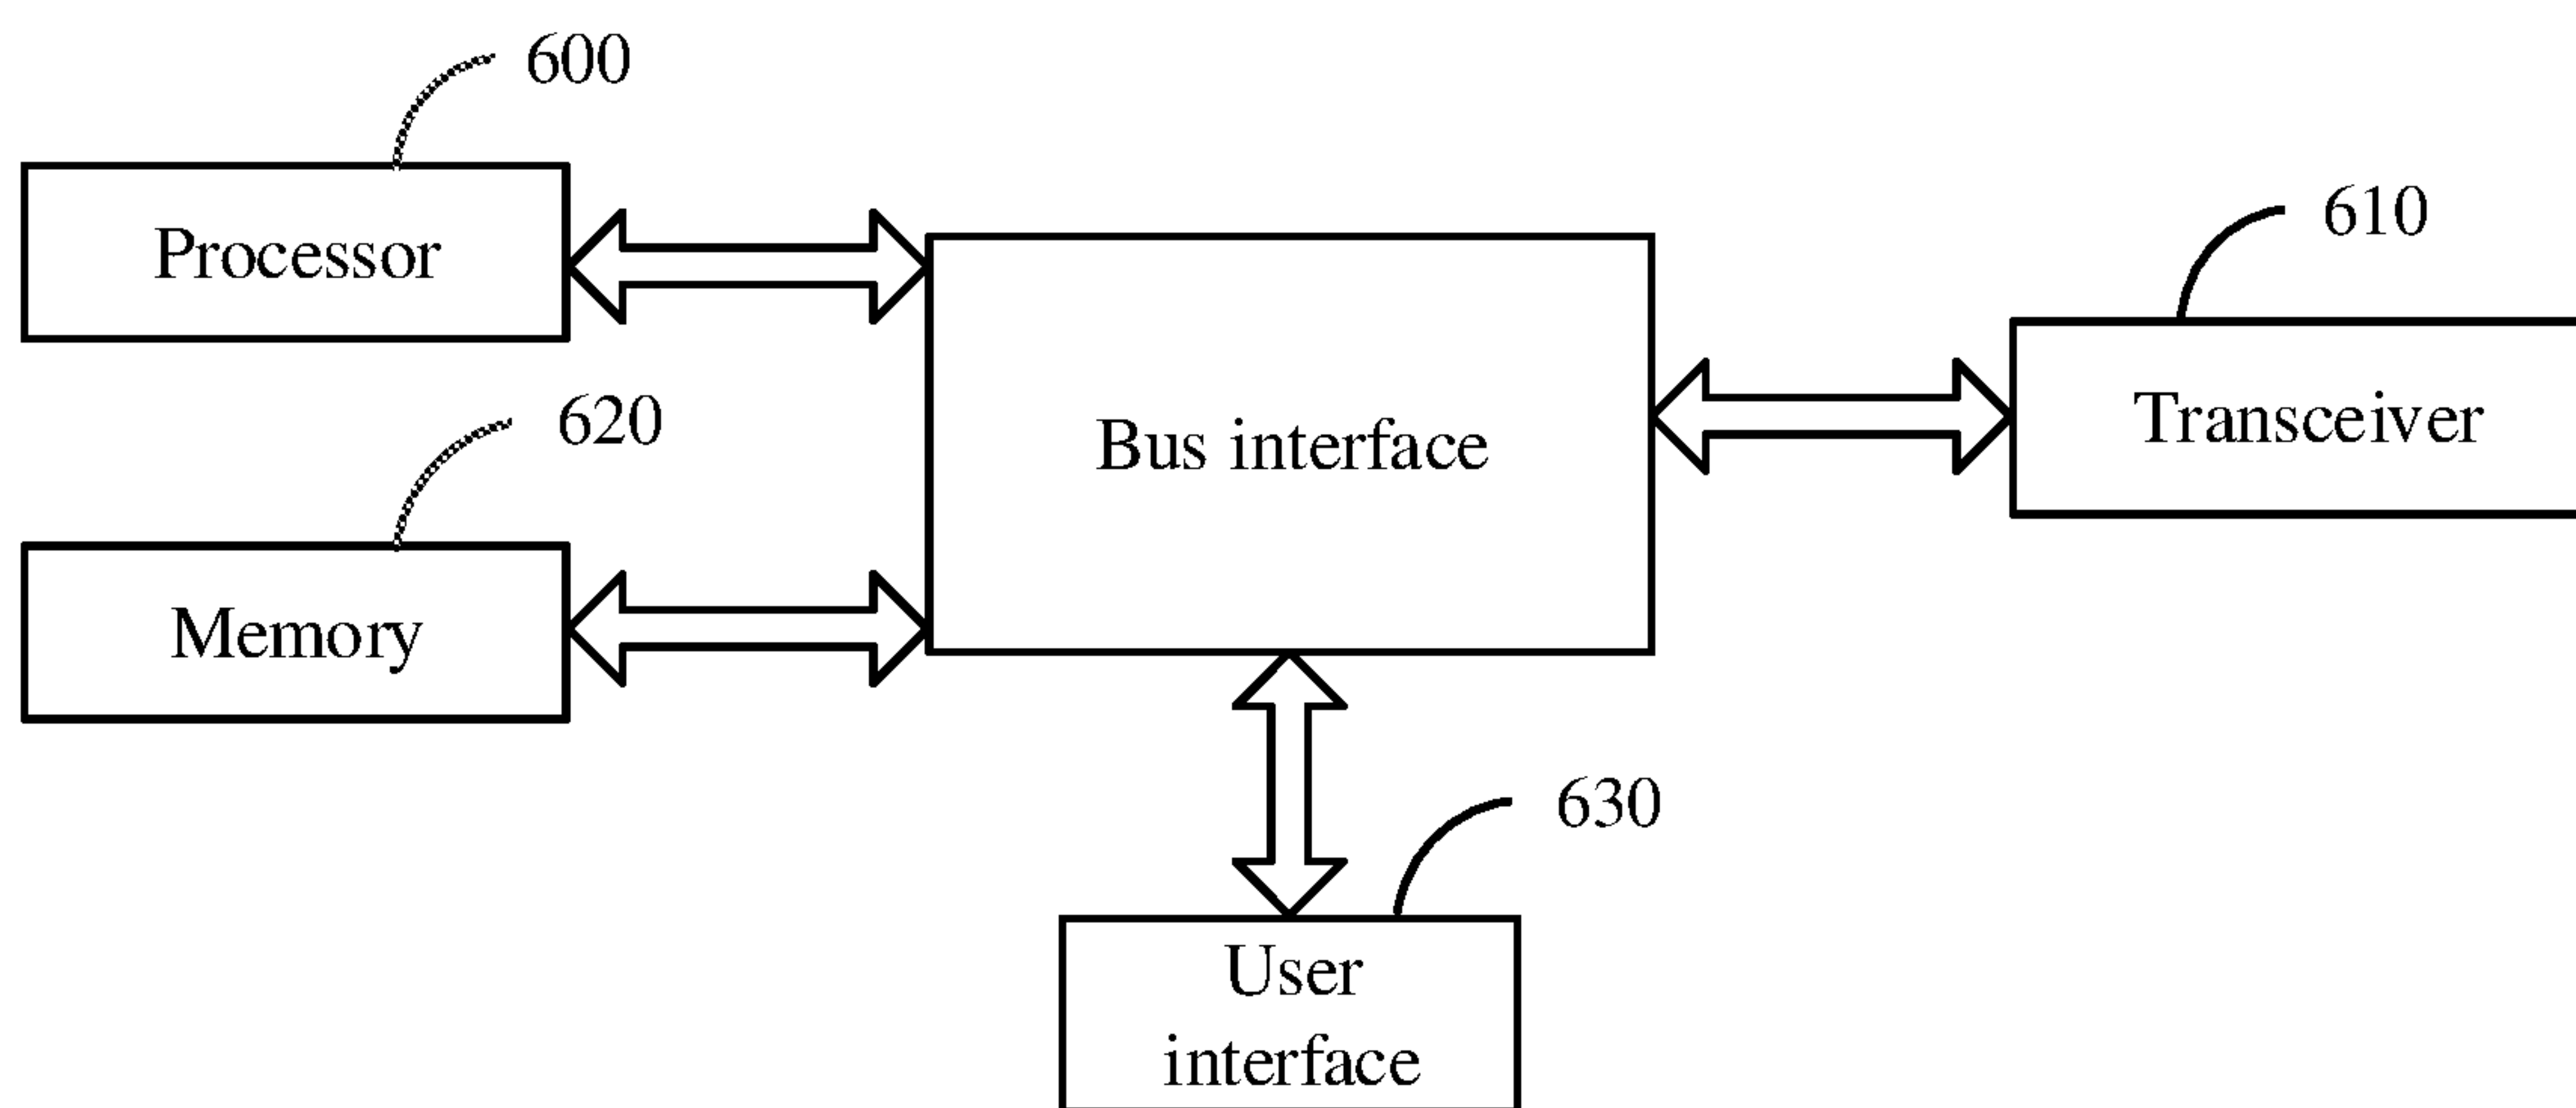 600
Processor
610
Transceiver
Bus interface
620
Memory
630
User
interface